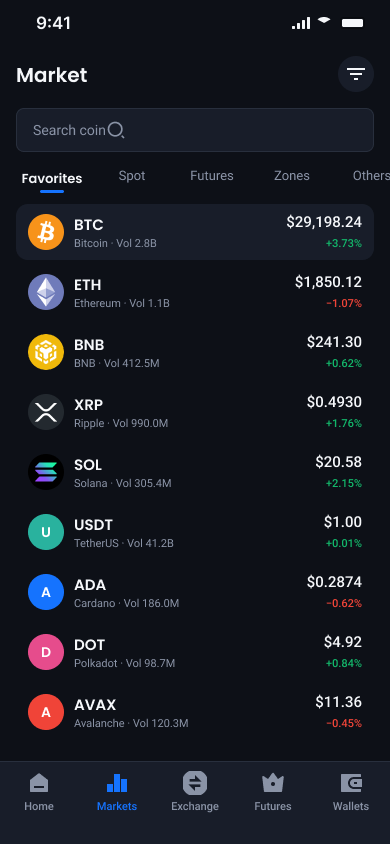 9:41
Market
Search coin
Favorites Spot Futures Zones Others
BTC $29,198.24
Bitcoin · Vol 2.8B +3.73%
ETH $1,850.12
Ethereum · Vol 1.1B −1.07%
BNB $241.30
BNB · Vol 412.5M +0.62%
XRP $0.4930
Ripple · Vol 990.0M +1.76%
SOL $20.58
Solana · Vol 305.4M +2.15%
U USDT $1.00
TetherUS · Vol 41.2B +0.01%
A ADA $0.2874
Cardano · Vol 186.0M −0.62%
D DOT $4.92
Polkadot · Vol 98.7M +0.84%
A AVAX $11.36
Avalanche · Vol 120.3M −0.45%
Home Markets Exchange Futures Wallets